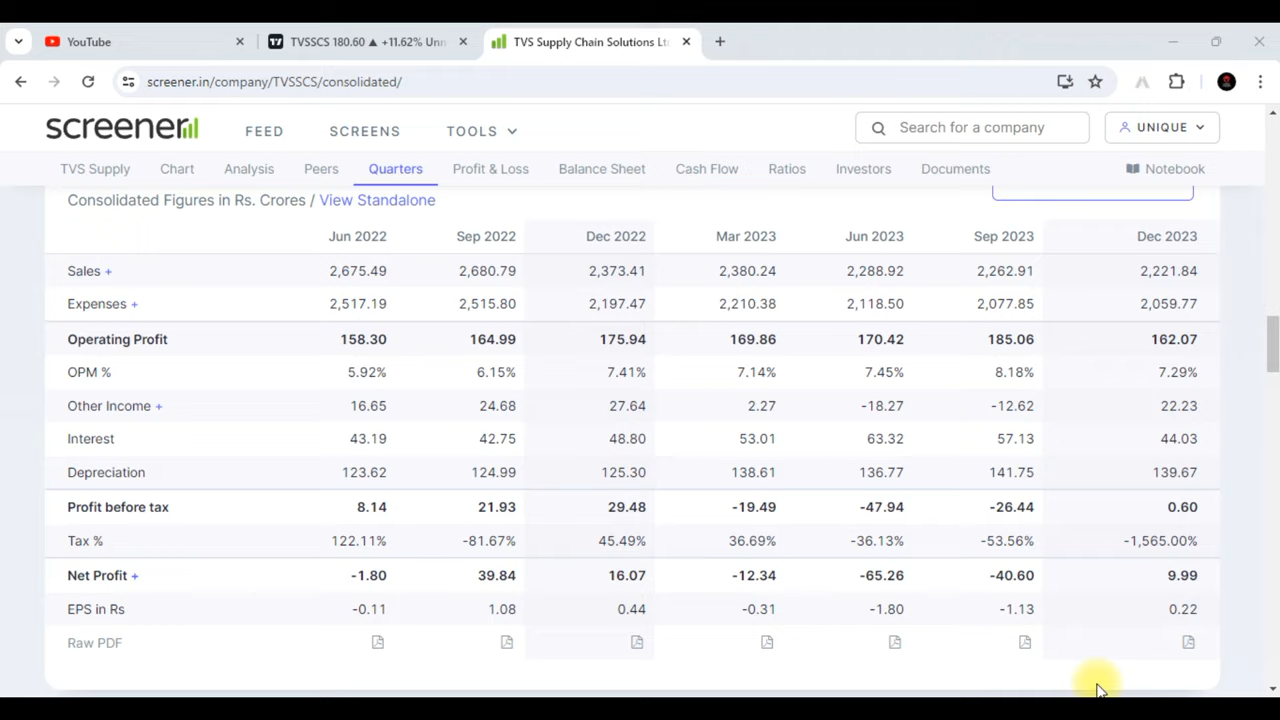 YouTube
TVSSCS 180.60 ▲ +11.62% Unn
TVS Supply Chain Solutions Lt
screener.in/company/TVSSCS/consolidated/
screener
FEED
SCREENS
TOOLS
Search for a company
UNIQUE
TVS Supply
Chart
Analysis
Peers
Quarters
Profit & Loss
Balance Sheet
Cash Flow
Ratios
Investors
Documents
Notebook
Consolidated Figures in Rs. Crores / View Standalone
Jun 2022 Sep 2022 Dec 2022 Mar 2023 Jun 2023 Sep 2023 Dec 2023
Sales + 2,675.49 2,680.79 2,373.41 2,380.24 2,288.92 2,262.91 2,221.84
Expenses + 2,517.19 2,515.80 2,197.47 2,210.38 2,118.50 2,077.85 2,059.77
Operating Profit 158.30 164.99 175.94 169.86 170.42 185.06 162.07
OPM % 5.92% 6.15% 7.41% 7.14% 7.45% 8.18% 7.29%
Other Income + 16.65 24.68 27.64 2.27 -18.27 -12.62 22.23
Interest 43.19 42.75 48.80 53.01 63.32 57.13 44.03
Depreciation 123.62 124.99 125.30 138.61 136.77 141.75 139.67
Profit before tax 8.14 21.93 29.48 -19.49 -47.94 -26.44 0.60
Tax % 122.11% -81.67% 45.49% 36.69% -36.13% -53.56% -1,565.00%
Net Profit + -1.80 39.84 16.07 -12.34 -65.26 -40.60 9.99
EPS in Rs -0.11 1.08 0.44 -0.31 -1.80 -1.13 0.22
Raw PDF